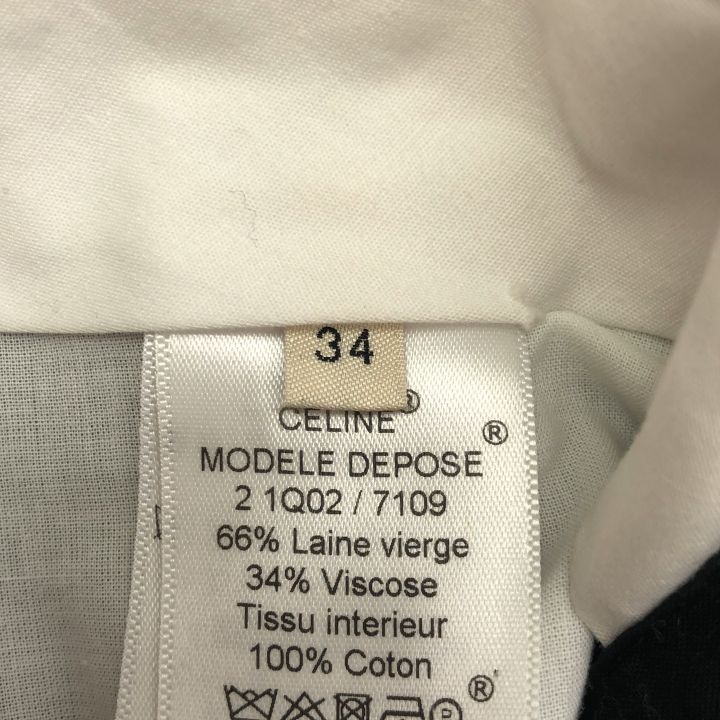 34
CELINE®
MODELE DEPOSE ®
2 1Q02 / 7109
66% Laine vierge
34% Viscose
Tissu interieur
100% Coton
®
P